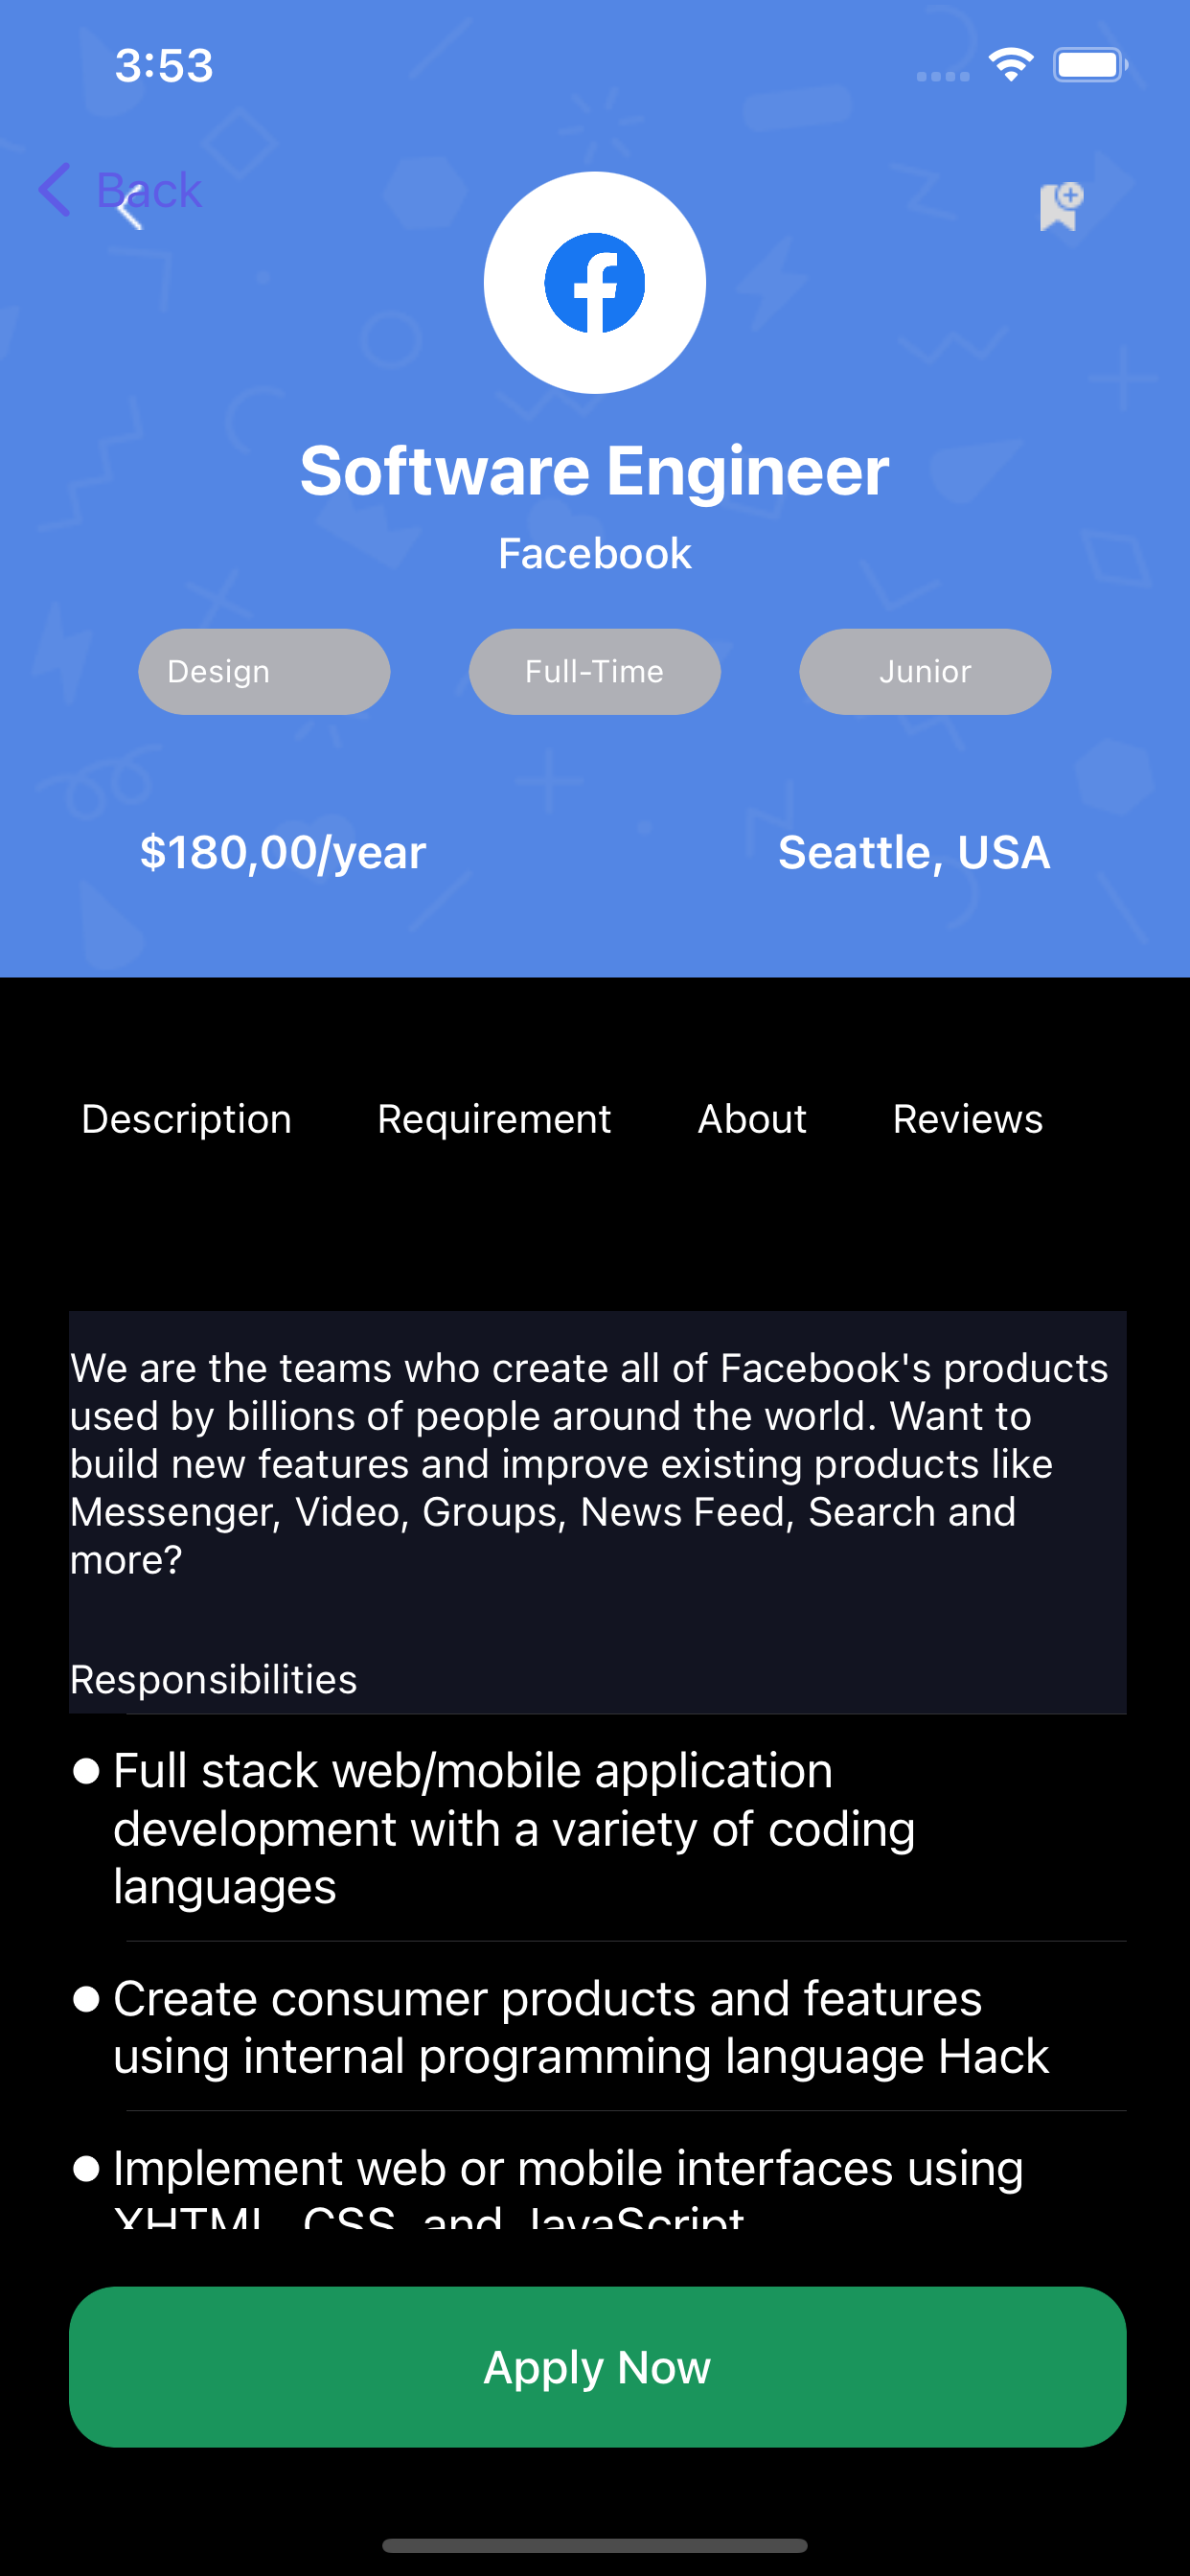 3:53
Back
Software Engineer
Facebook
Design Full-Time Junior
$180,00/year Seattle, USA
Description Requirement About Reviews
We are the teams who create all of Facebook's products
used by billions of people around the world. Want to
build new features and improve existing products like
Messenger, Video, Groups, News Feed, Search and
more?
Responsibilities
Full stack web/mobile application
development with a variety of coding
languages
Create consumer products and features
using internal programming language Hack
Implement web or mobile interfaces using
XHTML, CSS, and JavaScript
Apply Now